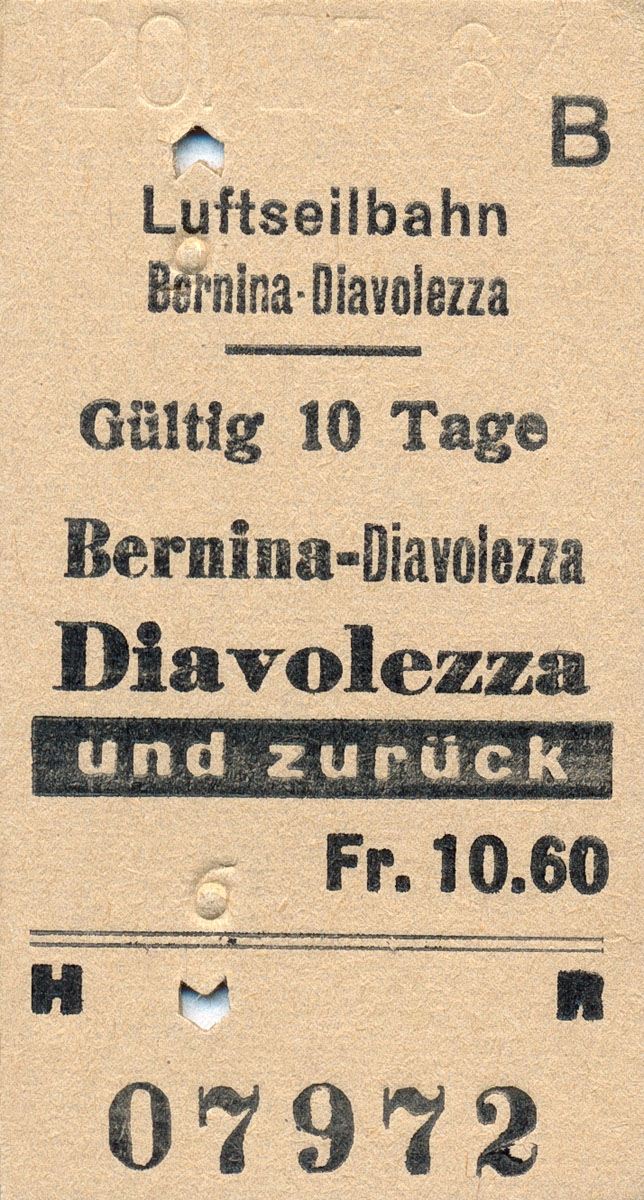 B
Luftseilbahn
Bernina-Diavolezza
Gültig 10 Tage
Bernina-Diavolezza
Diavolezza
und zurück
Fr. 10.60
H R
07972